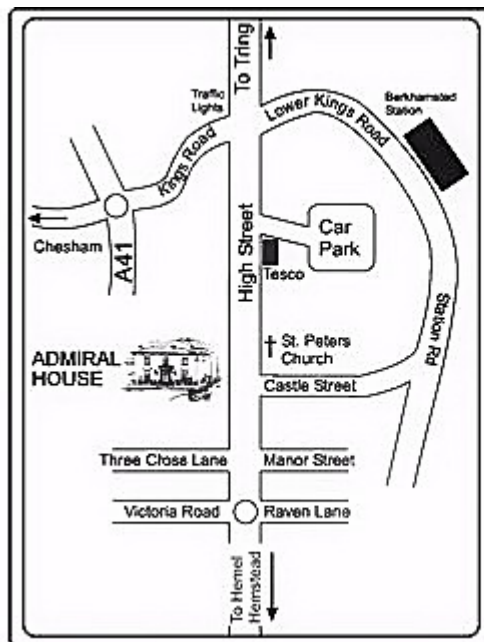 To Tring
Traffic
Lights
Lower Kings Road
Berkhamsted
Station
Kings Road
Chesham
A41
High Street
Car
Park
Tesco
Station Rd
ADMIRAL
HOUSE
St. Peters
Church
Castle Street
Three Close Lane
Manor Street
Victoria Road
Raven Lane
To Hemel
Hemstead